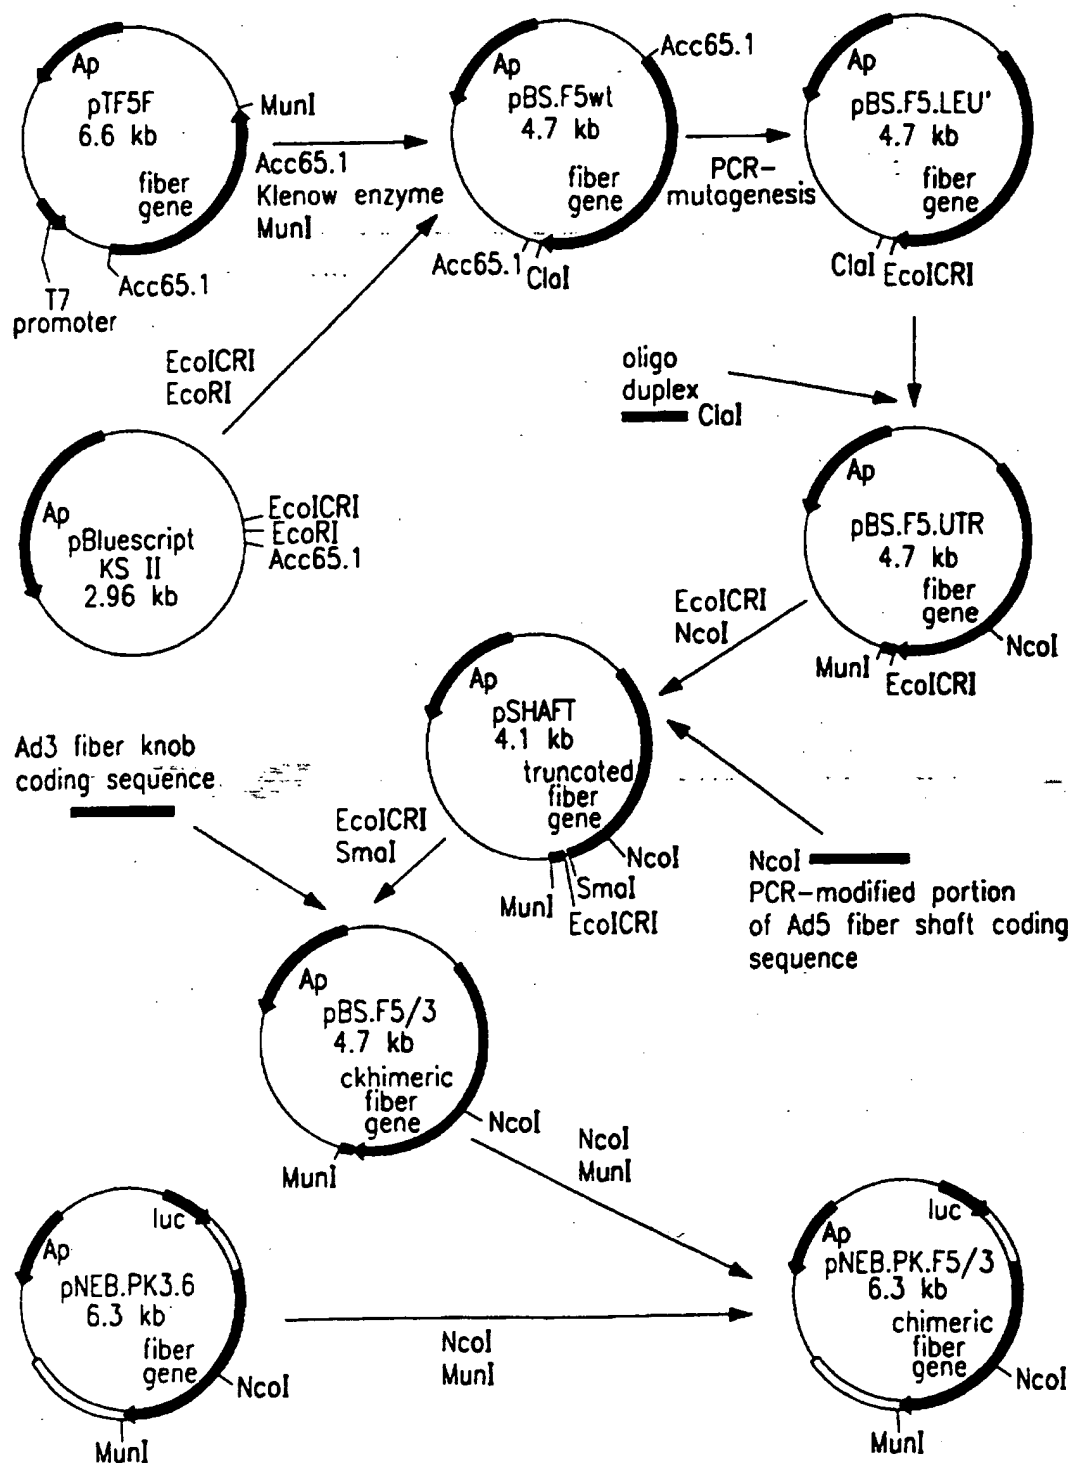 Ap
pTF5F
6.6 kb
MunI
fiber
gene
Acc65.1
T7
promoter
Acc65.1
Klenow enzyme
MunI
Acc65.1
Ap
pBS.F5wt
4.7 kb
fiber
gene
Acc65.1
ClaI
PCR-
mutagenesis
Ap
pBS.F5.LEU'
4.7 kb
fiber
gene
ClaI
EcoICRI
EcoICRI
EcoRI
Ap
pBluescript
KS II
2.96 kb
EcoICRI
EcoRI
Acc65.1
oligo
duplex
ClaI
Ap
pBS.F5.UTR
4.7 kb
fiber
gene
NcoI
MunI
EcoICRI
EcoICRI
NcoI
Ap
pSHAFT
4.1 kb
truncated
fiber
gene
NcoI
SmaI
MunI
EcoICRI
Ad3 fiber knob
coding sequence
EcoICRI
SmaI
NcoI
PCR-modified portion
of Ad5 fiber shaft coding
sequence
Ap
pBS.F5/3
4.7 kb
ckhimeric
fiber
gene
NcoI
MunI
NcoI
MunI
luc
Ap
pNEB.PK3.6
6.3 kb
fiber
gene
NcoI
MunI
NcoI
MunI
luc
Ap
pNEB.PK.F5/3
6.3 kb
chimeric
fiber
gene
NcoI
MunI